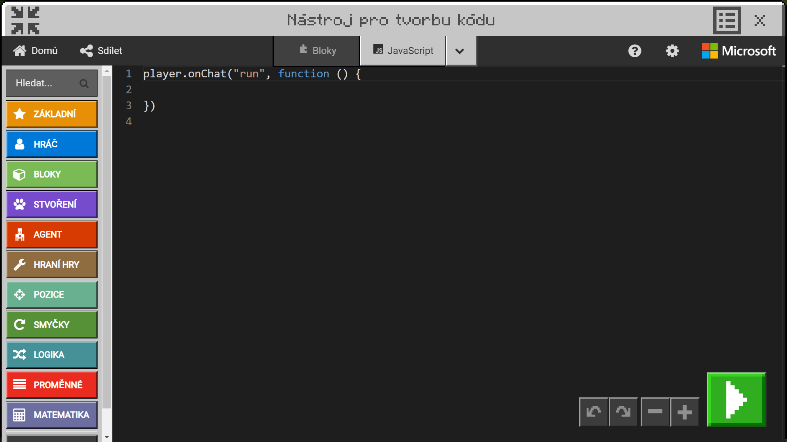 Nástroj pro tvorbu kódu
Domů
Sdílet
Bloky
JavaScript
Microsoft
Hledat...
ZÁKLADNÍ
HRÁČ
BLOKY
STVOŘENÍ
AGENT
HRANÍ HRY
POZICE
SMYČKY
LOGIKA
PROMĚNNÉ
MATEMATIKA
1 player.onChat("run", function () {
2
3 })
4